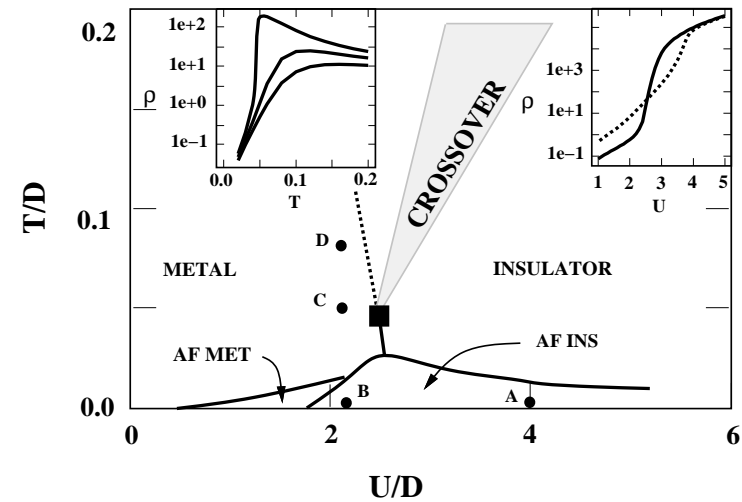 0.2
0.1
0.0
T/D
0
2
4
6
U/D
METAL
INSULATOR
CROSSOVER
AF MET
AF INS
D
C
B
A
1e+2
1e+1
1e+0
1e−1
ρ
0.0
0.1
0.2
T
1e+3
1e+1
1e−1
ρ
1
2
3
4
5
U